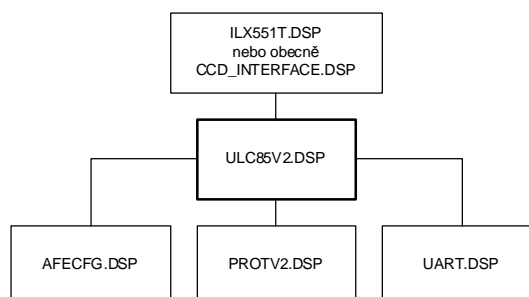 ILX551T.DSP
nebo obecně
CCD_INTERFACE.DSP
ULC85V2.DSP
AFECFG.DSP
PROTV2.DSP
UART.DSP